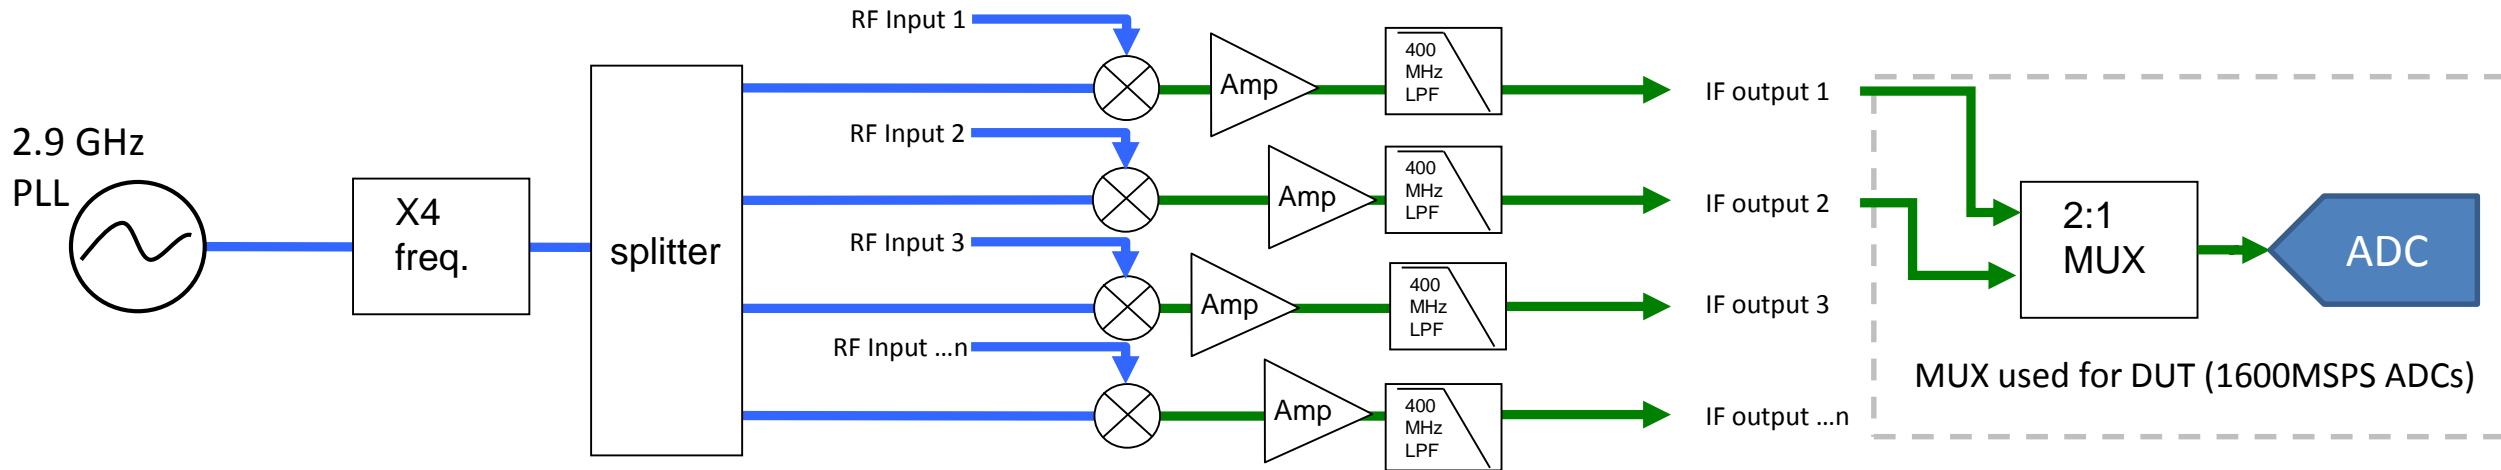 2.9 GHz
PLL
X4
freq.
splitter
RF Input 1
RF Input 2
RF Input 3
RF Input ...n
Amp
400
MHz
LPF
Amp
400
MHz
LPF
Amp
400
MHz
LPF
Amp
400
MHz
LPF
IF output 1
IF output 2
IF output 3
IF output ...n
2:1
MUX
ADC
MUX used for DUT (1600MSPS ADCs)